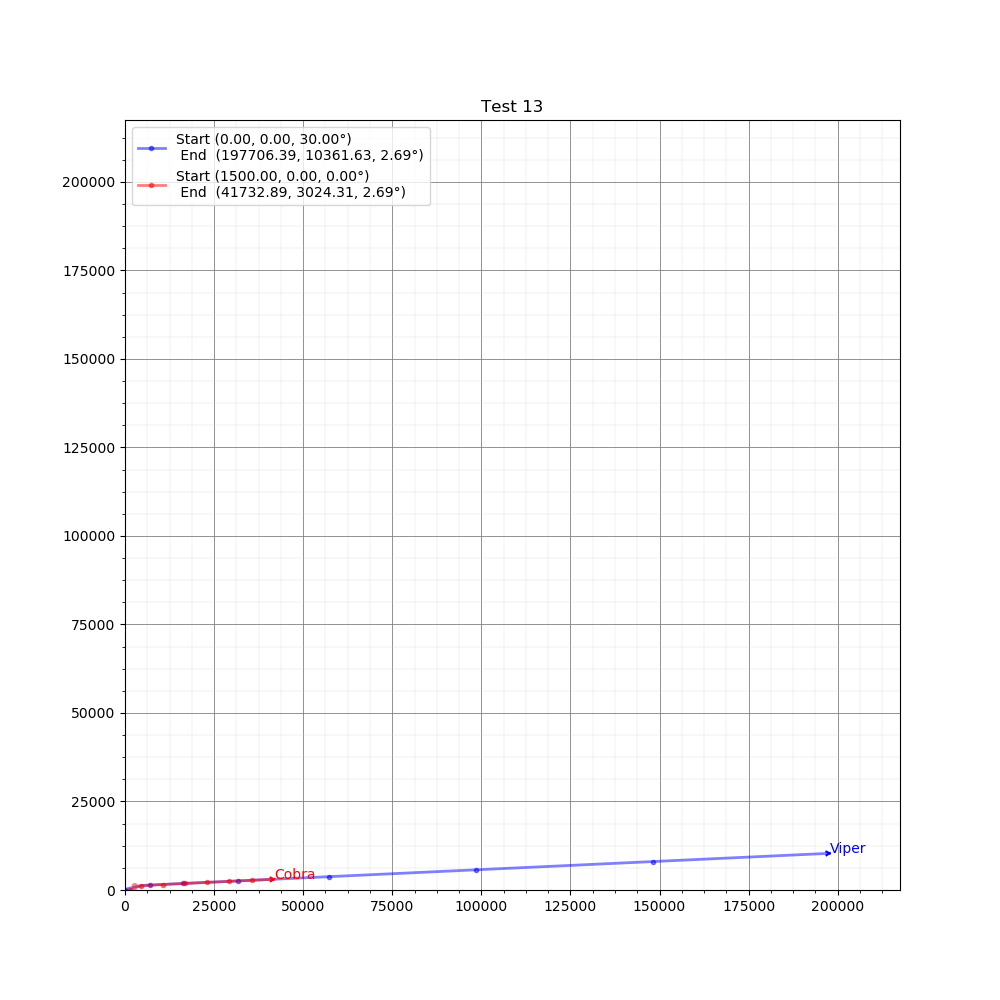 Test 13
Start (0.00, 0.00, 30.00°)
End (197706.39, 10361.63, 2.69°)
Start (1500.00, 0.00, 0.00°)
End (41732.89, 3024.31, 2.69°)
200000
175000
150000
125000
100000
75000
50000
25000
0
Viper
Cobra
0 25000 50000 75000 100000 125000 150000 175000 200000